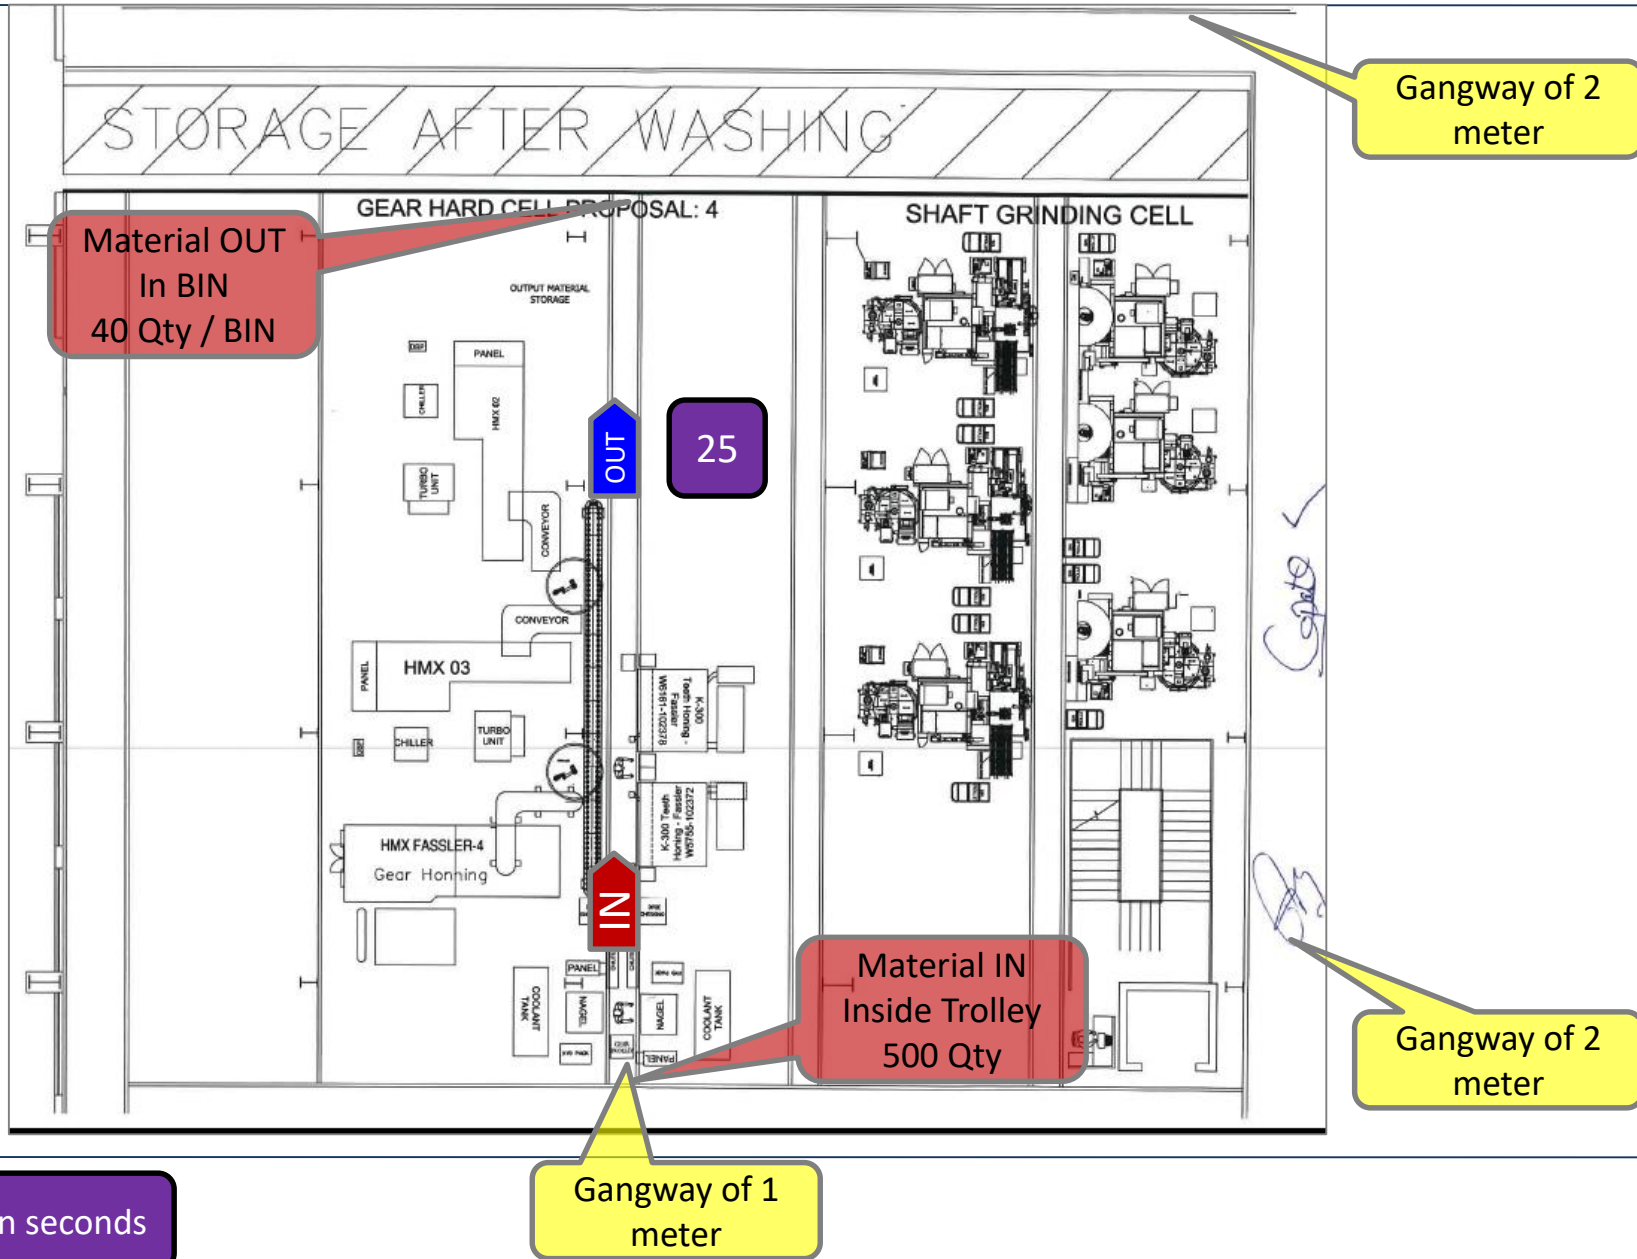 Gangway of 2
meter
STORAGE AFTER WASHING
GEAR HARD CELL PROPOSAL: 4
SHAFT GRINDING CELL
Material OUT
In BIN
40 Qty / BIN
OUTPUT MATERIAL
STORAGE
PANEL
CHILLER
HMX 02
OUT
25
TURBO
UNIT
CONVEYOR
CONVEYOR
PANEL
HMX 03
K-300
Teeth Honing -
Fassler
W6161-102378
CHILLER
TURBO
UNIT
K-300 Teeth
Honing - Fassler
W5755-102372
HMX FASSLER-4
Gear Honning
IN
PANEL
COOLANT
TANK
NAGEL
NAGEL
COOLANT
TANK
PANEL
Material IN
Inside Trolley
500 Qty
Gangway of 2
meter
Gangway of 1
meter
n seconds